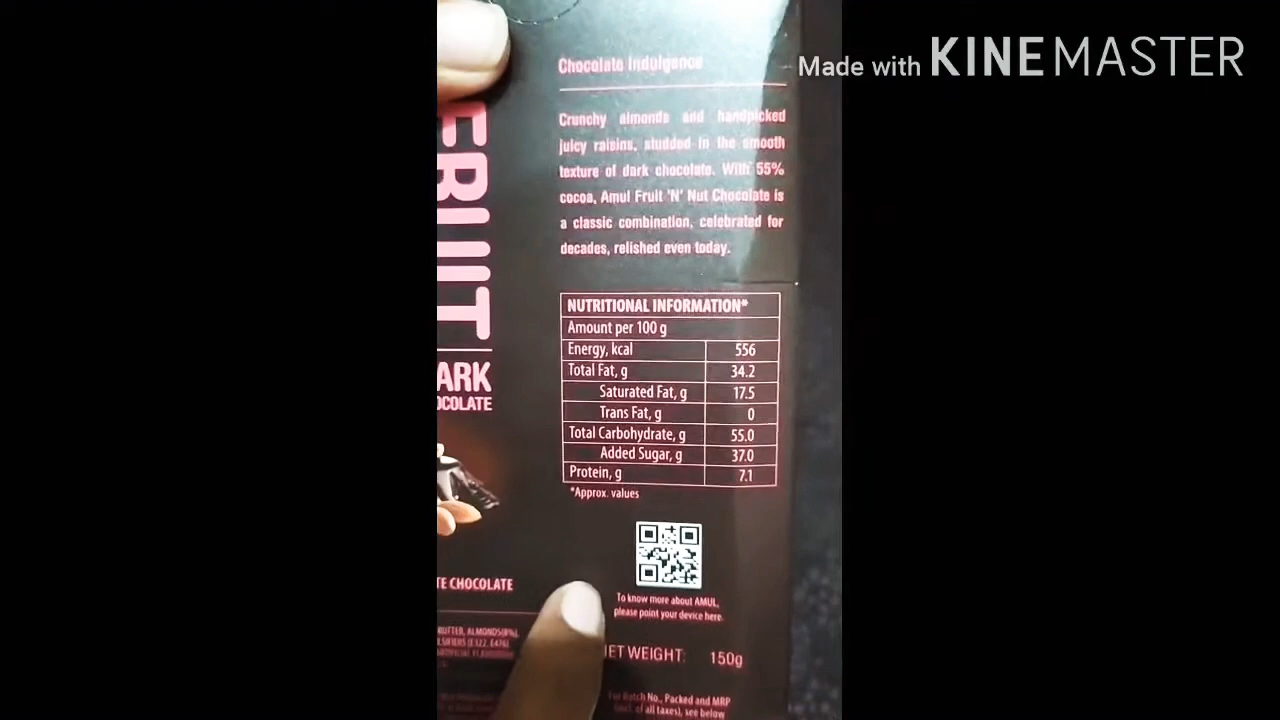 Made with KINEMASTER
Chocolate Indulgence
Crunchy almonds and handpicked
juicy raisins, studded in the smooth
texture of dark chocolate. With 55%
cocoa, Amul Fruit 'N' Nut Chocolate is
a classic combination, celebrated for
decades, relished even today.
FRUIT
ARK
OCOLATE
NUTRITIONAL INFORMATION*
Amount per 100 g
Energy, kcal 556
Total Fat, g 34.2
Saturated Fat, g 17.5
Trans Fat, g 0
Total Carbohydrate, g 55.0
Added Sugar, g 37.0
Protein, g 7.1
*Approx. values
To know more about AMUL,
please point your device here.
TE CHOCOLATE
ALMONDS(8%),
(E322, E476)
ET WEIGHT: 150g
For Batch No., Packed and MRP
(incl. of all taxes), see below